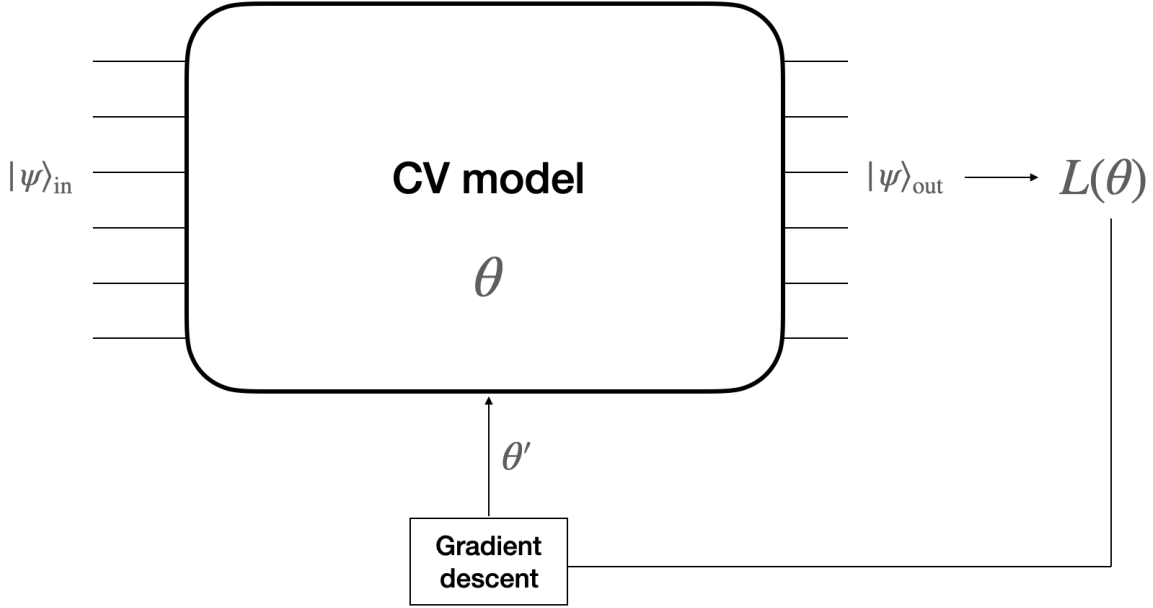 CV model
θ
|ψ⟩in
|ψ⟩out
L(θ)
θ′
Gradient
descent